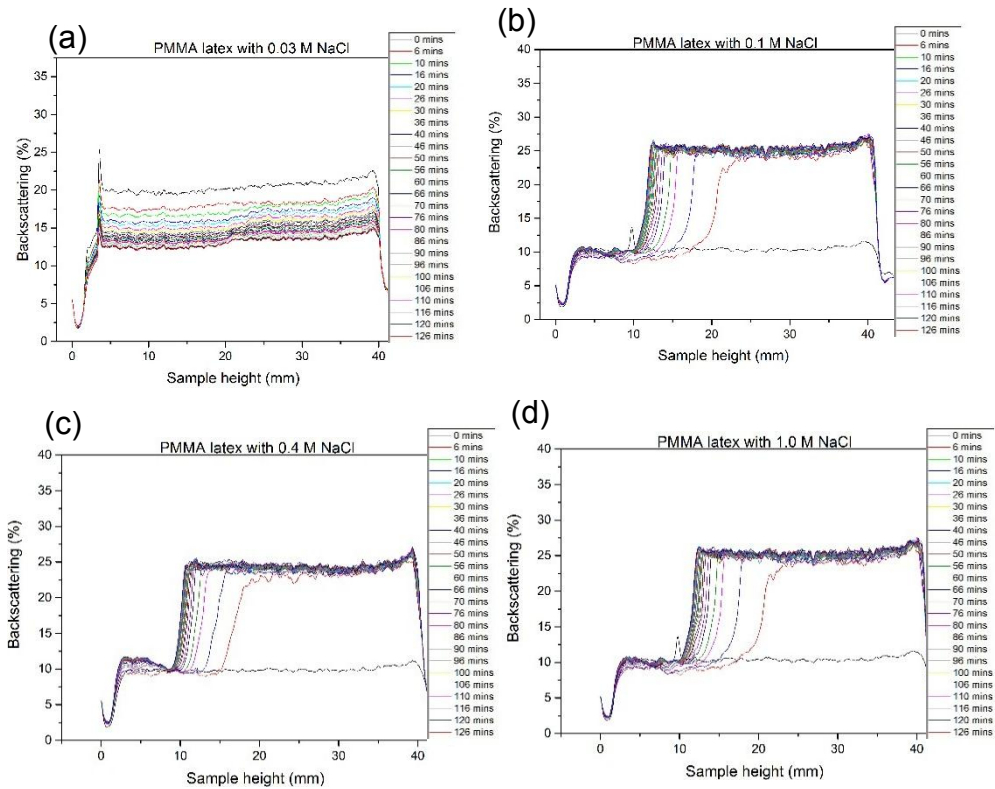 (a)
PMMA latex with 0.03 M NaCl
35
30
25
20
15
10
5
0
Backscattering (%)
0 10 20 30 40
Sample height (mm)
0 mins
6 mins
10 mins
16 mins
20 mins
26 mins
30 mins
36 mins
40 mins
46 mins
50 mins
56 mins
60 mins
66 mins
70 mins
76 mins
80 mins
86 mins
90 mins
96 mins
100 mins
106 mins
110 mins
116 mins
120 mins
126 mins
(b)
PMMA latex with 0.1 M NaCl
40
35
30
25
20
15
10
5
0
Backscattering (%)
0 10 20 30 40
Sample height (mm)
0 mins
6 mins
10 mins
16 mins
20 mins
26 mins
30 mins
36 mins
40 mins
46 mins
50 mins
56 mins
60 mins
66 mins
70 mins
76 mins
80 mins
86 mins
90 mins
96 mins
100 mins
106 mins
110 mins
116 mins
120 mins
126 mins
(c)
PMMA latex with 0.4 M NaCl
40
35
30
25
20
15
10
5
0
Backscattering (%)
0 10 20 30 40
Sample height (mm)
0 mins
6 mins
10 mins
16 mins
20 mins
26 mins
30 mins
36 mins
40 mins
46 mins
50 mins
56 mins
60 mins
66 mins
70 mins
76 mins
80 mins
86 mins
90 mins
96 mins
100 mins
106 mins
110 mins
116 mins
120 mins
126 mins
(d)
PMMA latex with 1.0 M NaCl
40
35
30
25
20
15
10
5
0
Backscattering (%)
0 10 20 30 40
Sample height (mm)
0 mins
6 mins
10 mins
16 mins
20 mins
26 mins
30 mins
36 mins
40 mins
46 mins
50 mins
56 mins
60 mins
66 mins
70 mins
76 mins
80 mins
86 mins
90 mins
96 mins
100 mins
106 mins
110 mins
116 mins
120 mins
126 mins